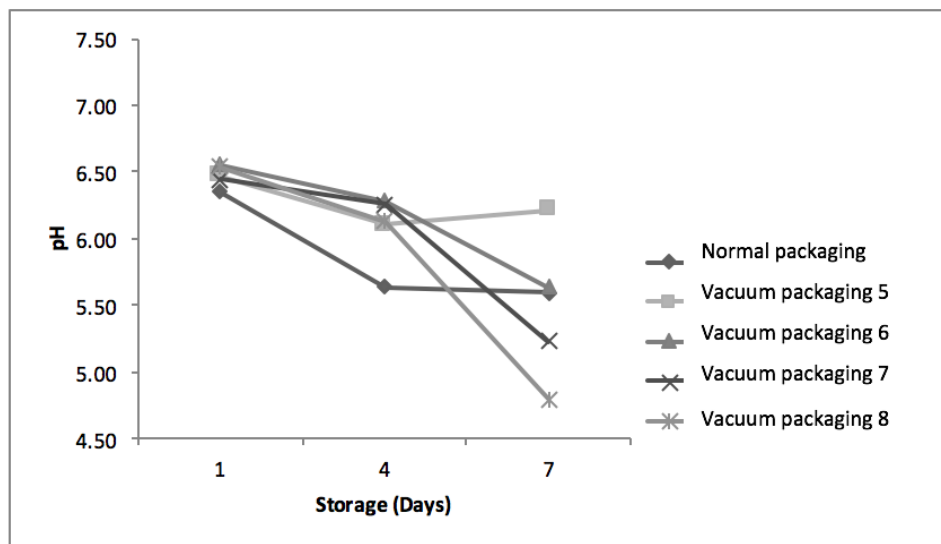 7.50
7.00
6.50
6.00
5.50
5.00
4.50
pH
1 4 7
Storage (Days)
Normal packaging
Vacuum packaging 5
Vacuum packaging 6
Vacuum packaging 7
Vacuum packaging 8